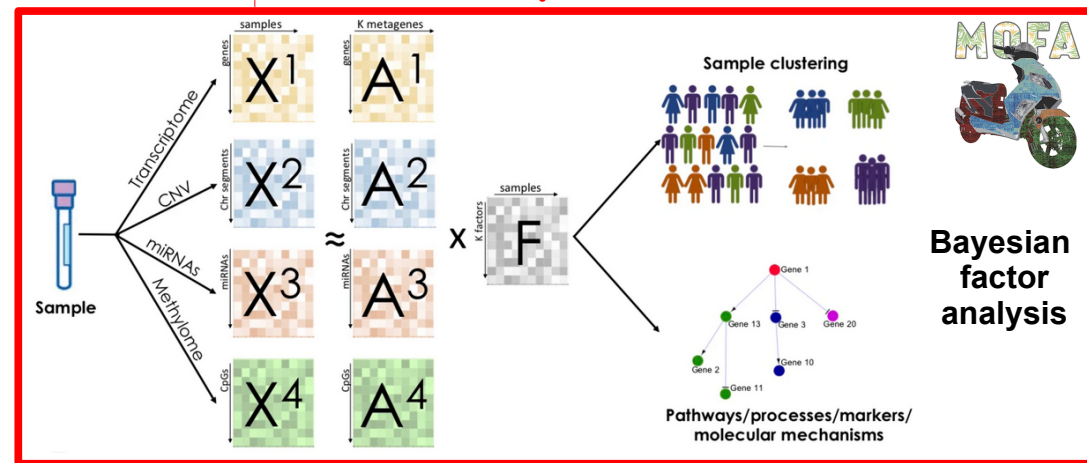 samples
K metagenes
genes
X1
A1
Transcriptome
Chr segments
X2
Chr segments
A2
CNV
≈
x
samples
K factors
F
miRNAs
miRNAs
X3
miRNAs
A3
Sample
Methylome
CpGs
X4
CpGs
A4
Sample clustering
MOFA
Bayesian
factor
analysis
Gene 1
Gene 13
Gene 3
Gene 20
Gene 2
Gene 10
Gene 11
Pathways/processes/markers/
molecular mechanisms